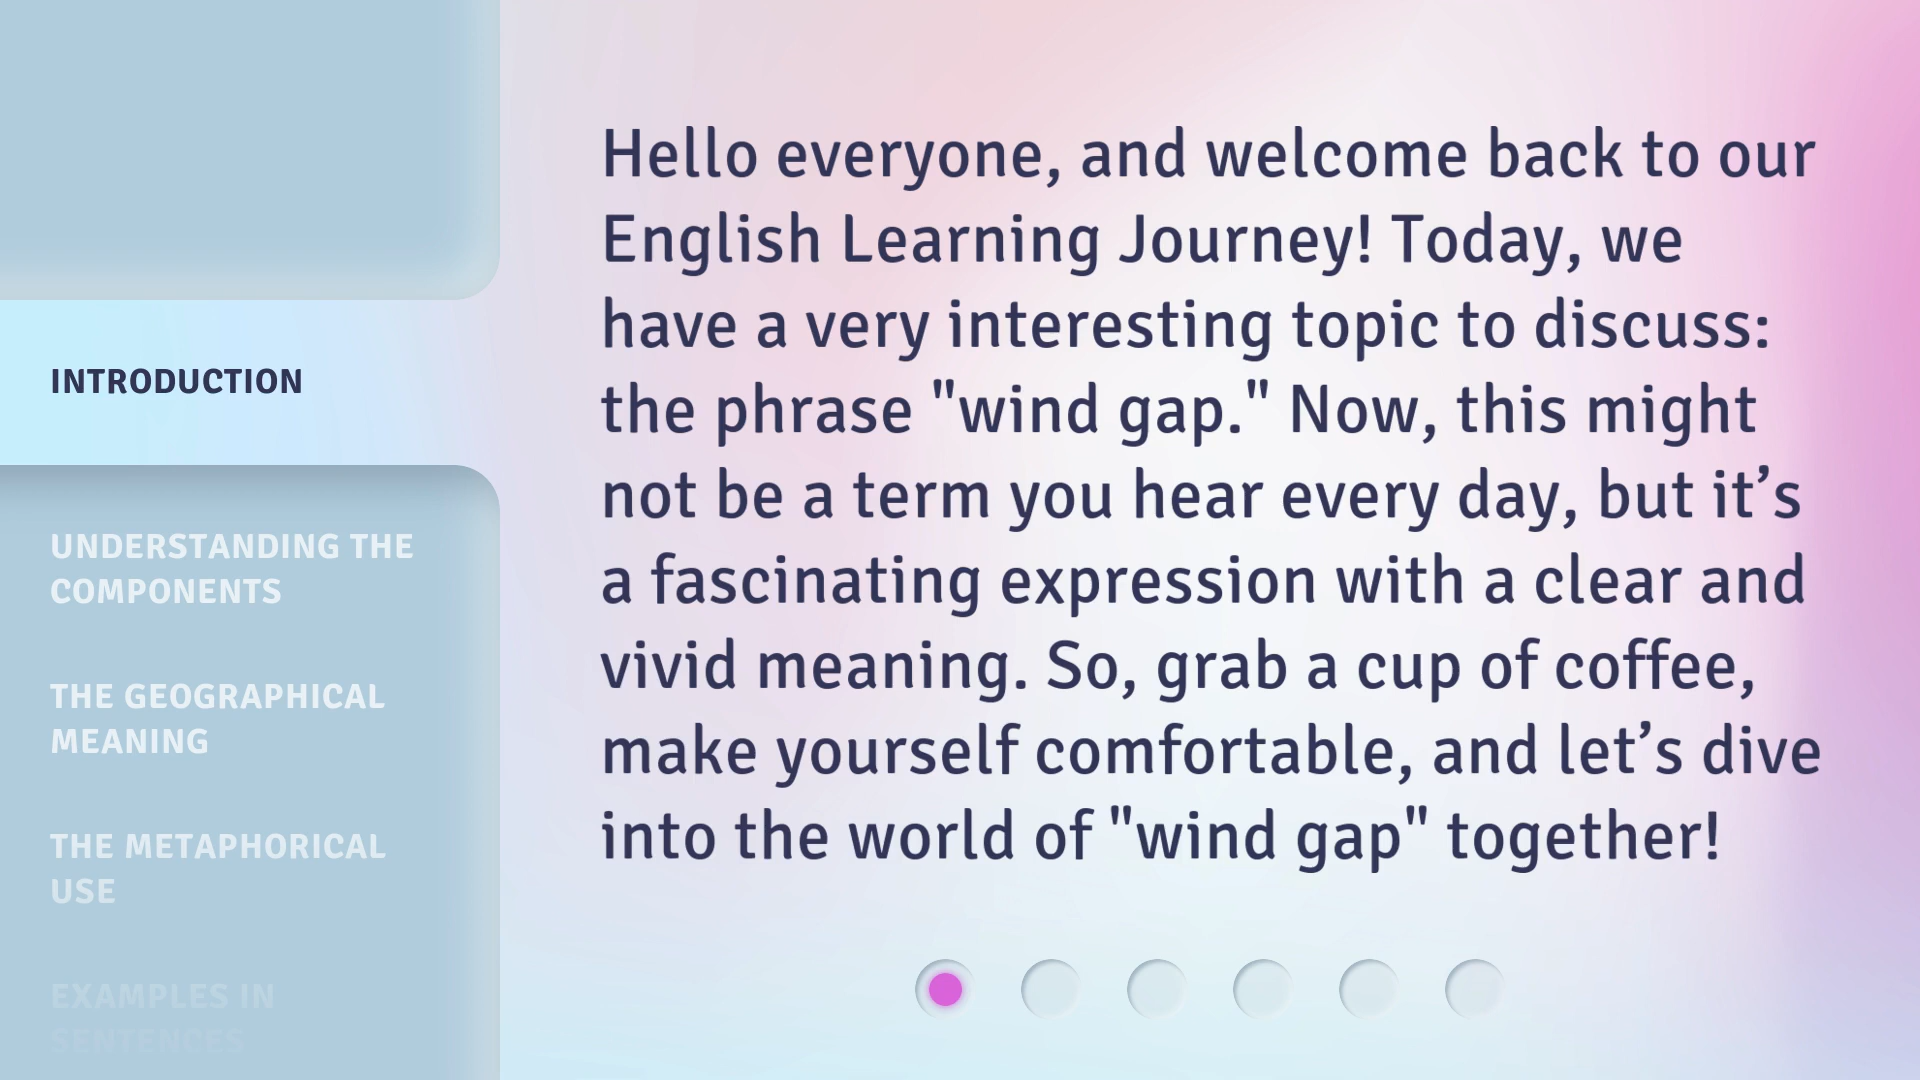 INTRODUCTION
UNDERSTANDING THE
COMPONENTS
THE GEOGRAPHICAL
MEANING
THE METAPHORICAL
USE
EXAMPLES IN
SENTENCES
Hello everyone, and welcome back to our
English Learning Journey! Today, we
have a very interesting topic to discuss:
the phrase "wind gap." Now, this might
not be a term you hear every day, but it’s
a fascinating expression with a clear and
vivid meaning. So, grab a cup of coffee,
make yourself comfortable, and let’s dive
into the world of "wind gap" together!